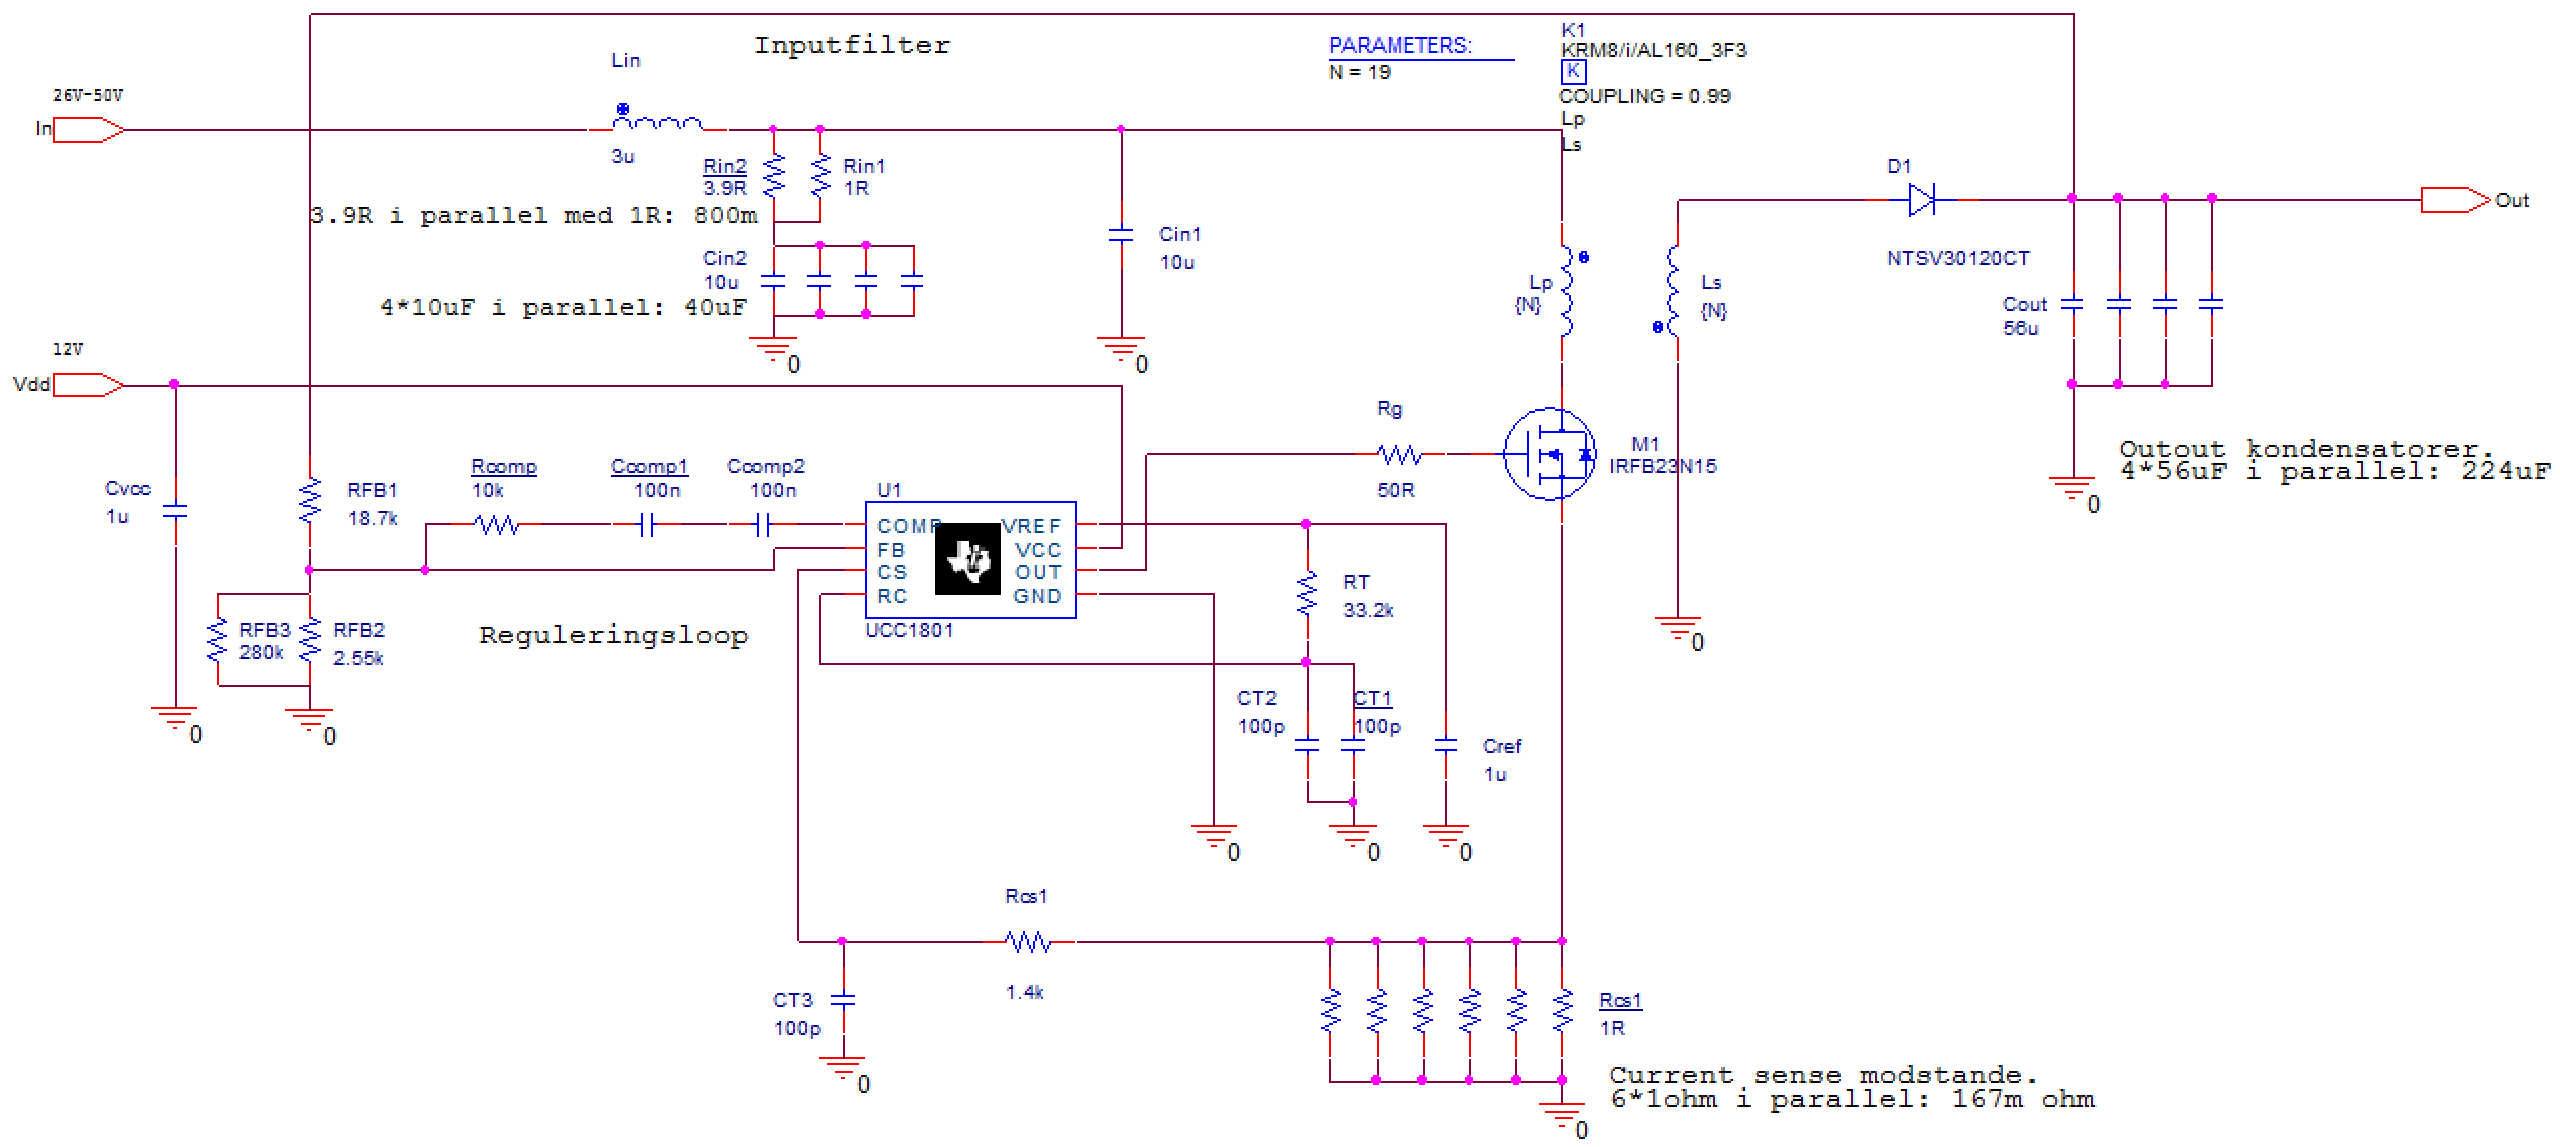 Inputfilter
PARAMETERS:
N = 19
K1
KRM8/i/AL160_3F3
K
COUPLING = 0.99
Lp
Ls
26V-50V
In
Lin
3u
Rin2
3.9R
Rin1
1R
3.9R i parallel med 1R: 800m
Cin2
10u
4*10uF i parallel: 40uF
0
Cin1
10u
0
Lp
{N}
Ls
{N}
D1
NTSV30120CT
Out
Cout
56u
Outout kondensatorer.
4*56uF i parallel: 224uF
0
12V
Vdd
Cvcc
1u
0
RFB1
18.7k
Rcomp
10k
Ccomp1
100n
Ccomp2
100n
U1
COMP
FB
CS
RC
VREF
VCC
OUT
GND
UCC1801
Rg
50R
M1
IRFB23N15
0
RFB3
280k
RFB2
2.55k
0
Reguleringsloop
RT
33.2k
CT2
100p
CT1
100p
Cref
1u
0
0
0
Rcs1
1.4k
CT3
100p
0
Rcs1
1R
Current sense modstande.
6*1ohm i parallel: 167m ohm
0